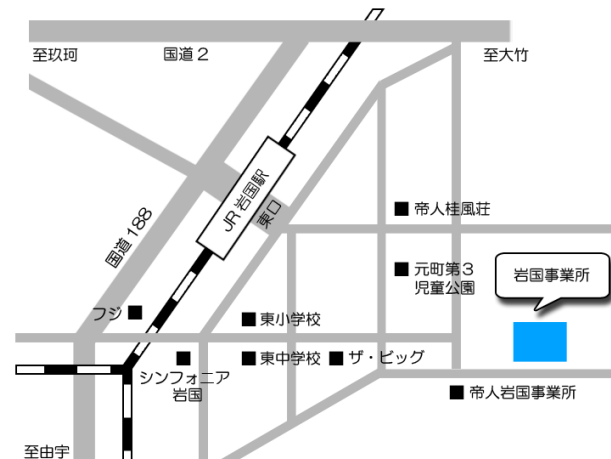 至玖珂
国道2
至大竹
JR岩国駅
東口
国道188
帝人桂風荘
元町第3
児童公園
岩国事業所
フジ
東小学校
シンフォニア
岩国
東中学校
ザ・ビッグ
帝人岩国事業所
至由宇